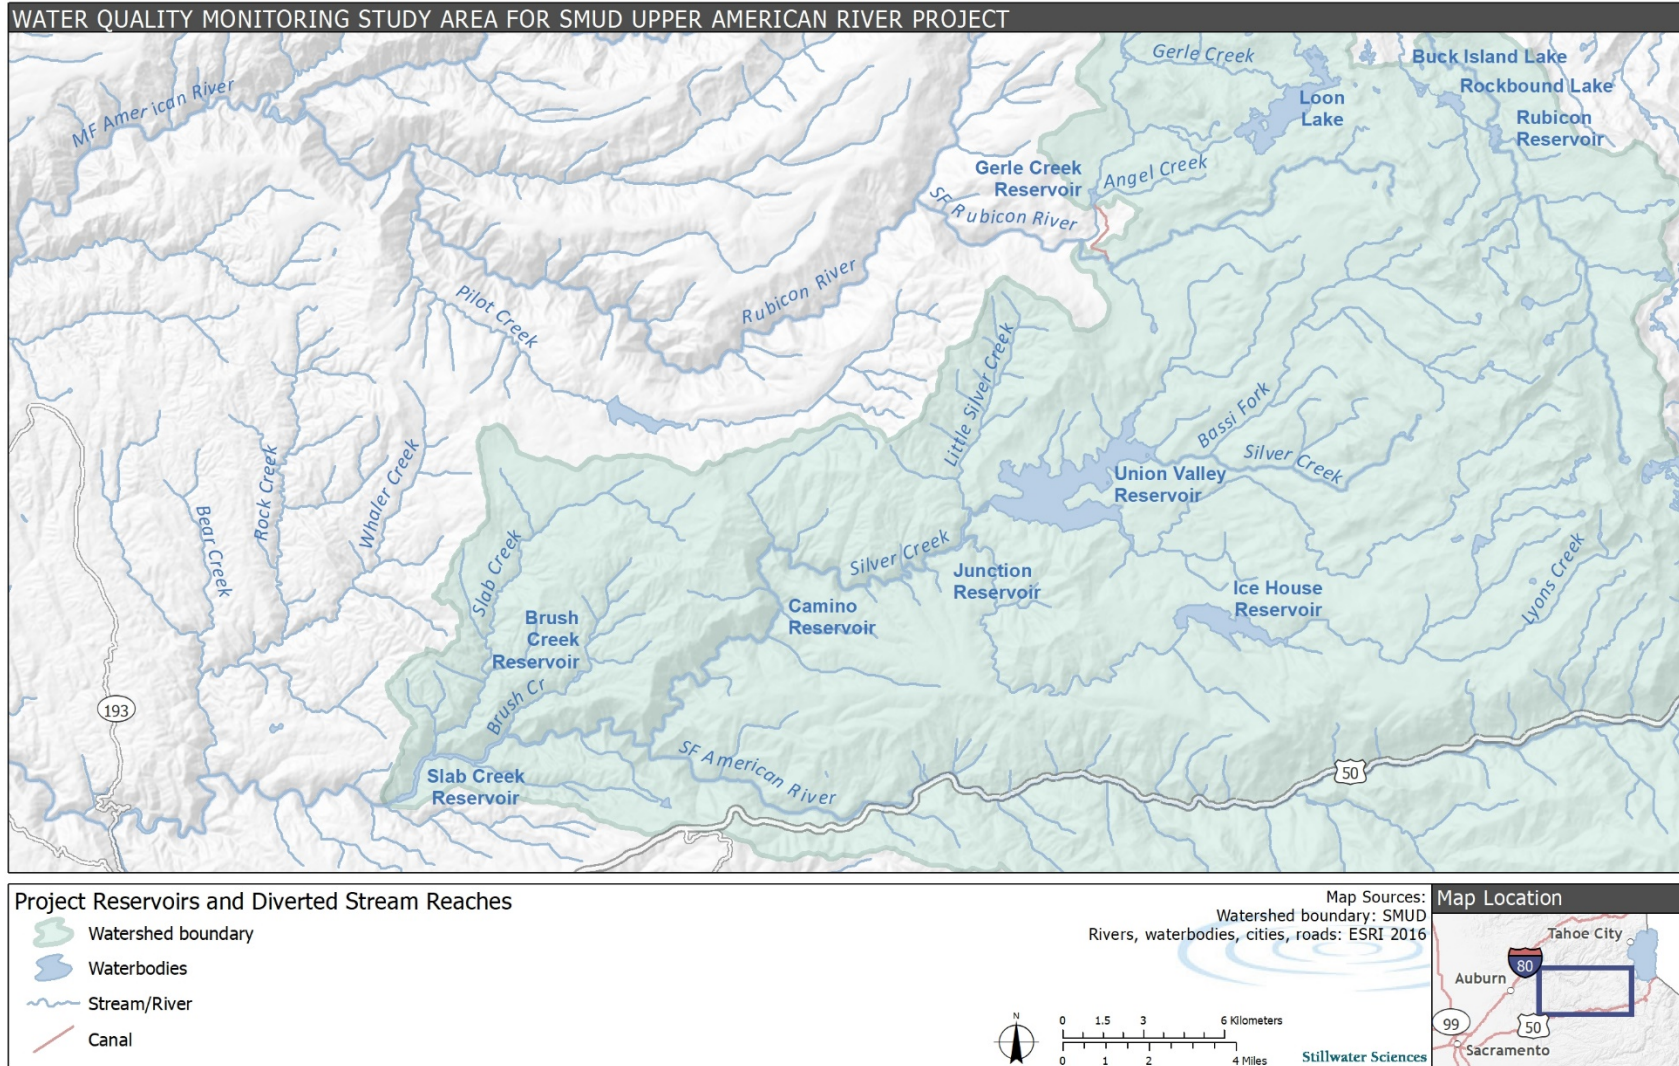 WATER QUALITY MONITORING STUDY AREA FOR SMUD UPPER AMERICAN RIVER PROJECT
MF American River
Gerle Creek
Buck Island Lake
Rockbound Lake
Loon
Lake
Rubicon
Reservoir
Gerle Creek
Reservoir
Angel Creek
SF Rubicon River
Rubicon River
Pilot Creek
Little Silver Creek
Bassi Fork
Silver Creek
Union Valley
Reservoir
Bear Creek
Rock Creek
Whaler Creek
Slab Creek
Silver Creek
Junction
Reservoir
Ice House
Reservoir
Lyons Creek
Camino
Reservoir
Brush
Creek
Reservoir
Brush Cr
193
SF American River
Slab Creek
Reservoir
50
Project Reservoirs and Diverted Stream Reaches
Watershed boundary
Waterbodies
Stream/River
Canal
Map Sources:
Watershed boundary: SMUD
Rivers, waterbodies, cities, roads: ESRI 2016
N
0 1.5 3 6 Kilometers
0 1 2 4 Miles
Stillwater Sciences
Map Location
Tahoe City
80
Auburn
99
50
Sacramento